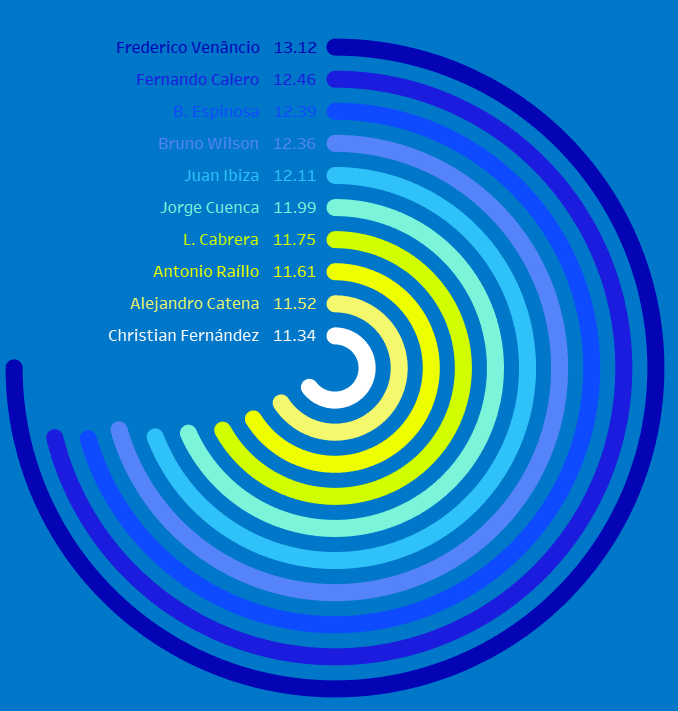 Frederico Venâncio 13.12
Fernando Calero 12.46
B. Espinosa 12.39
Bruno Wilson 12.36
Juan Ibiza 12.11
Jorge Cuenca 11.99
L. Cabrera 11.75
Antonio Raíllo 11.61
Alejandro Catena 11.52
Christian Fernández 11.34